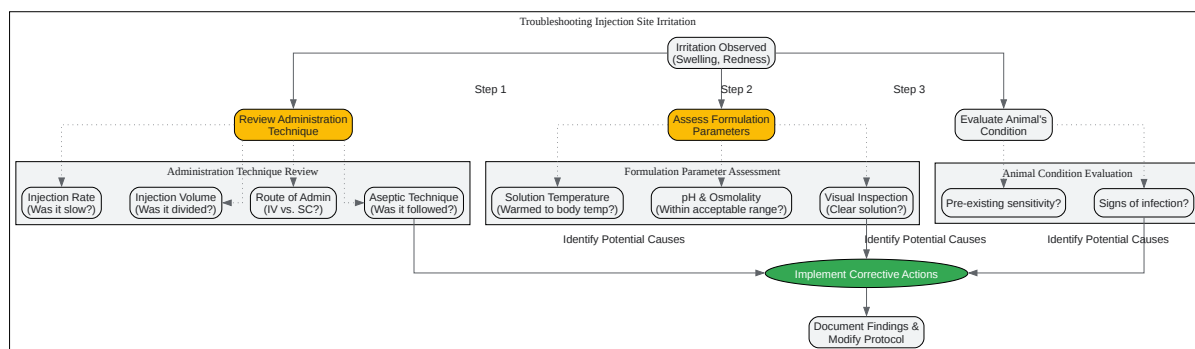 Troubleshooting Injection Site Irritation
Irritation Observed
(Swelling, Redness)
Step 1
Step 2
Step 3
Review Administration
Technique
Assess Formulation
Parameters
Evaluate Animal's
Condition
Administration Technique Review
Injection Rate
(Was it slow?)
Injection Volume
(Was it divided?)
Route of Admin
(IV vs. SC?)
Aseptic Technique
(Was it followed?)
Formulation Parameter Assessment
Solution Temperature
(Warmed to body temp?)
pH & Osmolality
(Within acceptable range?)
Visual Inspection
(Clear solution?)
Animal Condition Evaluation
Pre-existing sensitivity?
Signs of infection?
Identify Potential Causes
Identify Potential Causes
Identify Potential Causes
Implement Corrective Actions
Document Findings &
Modify Protocol